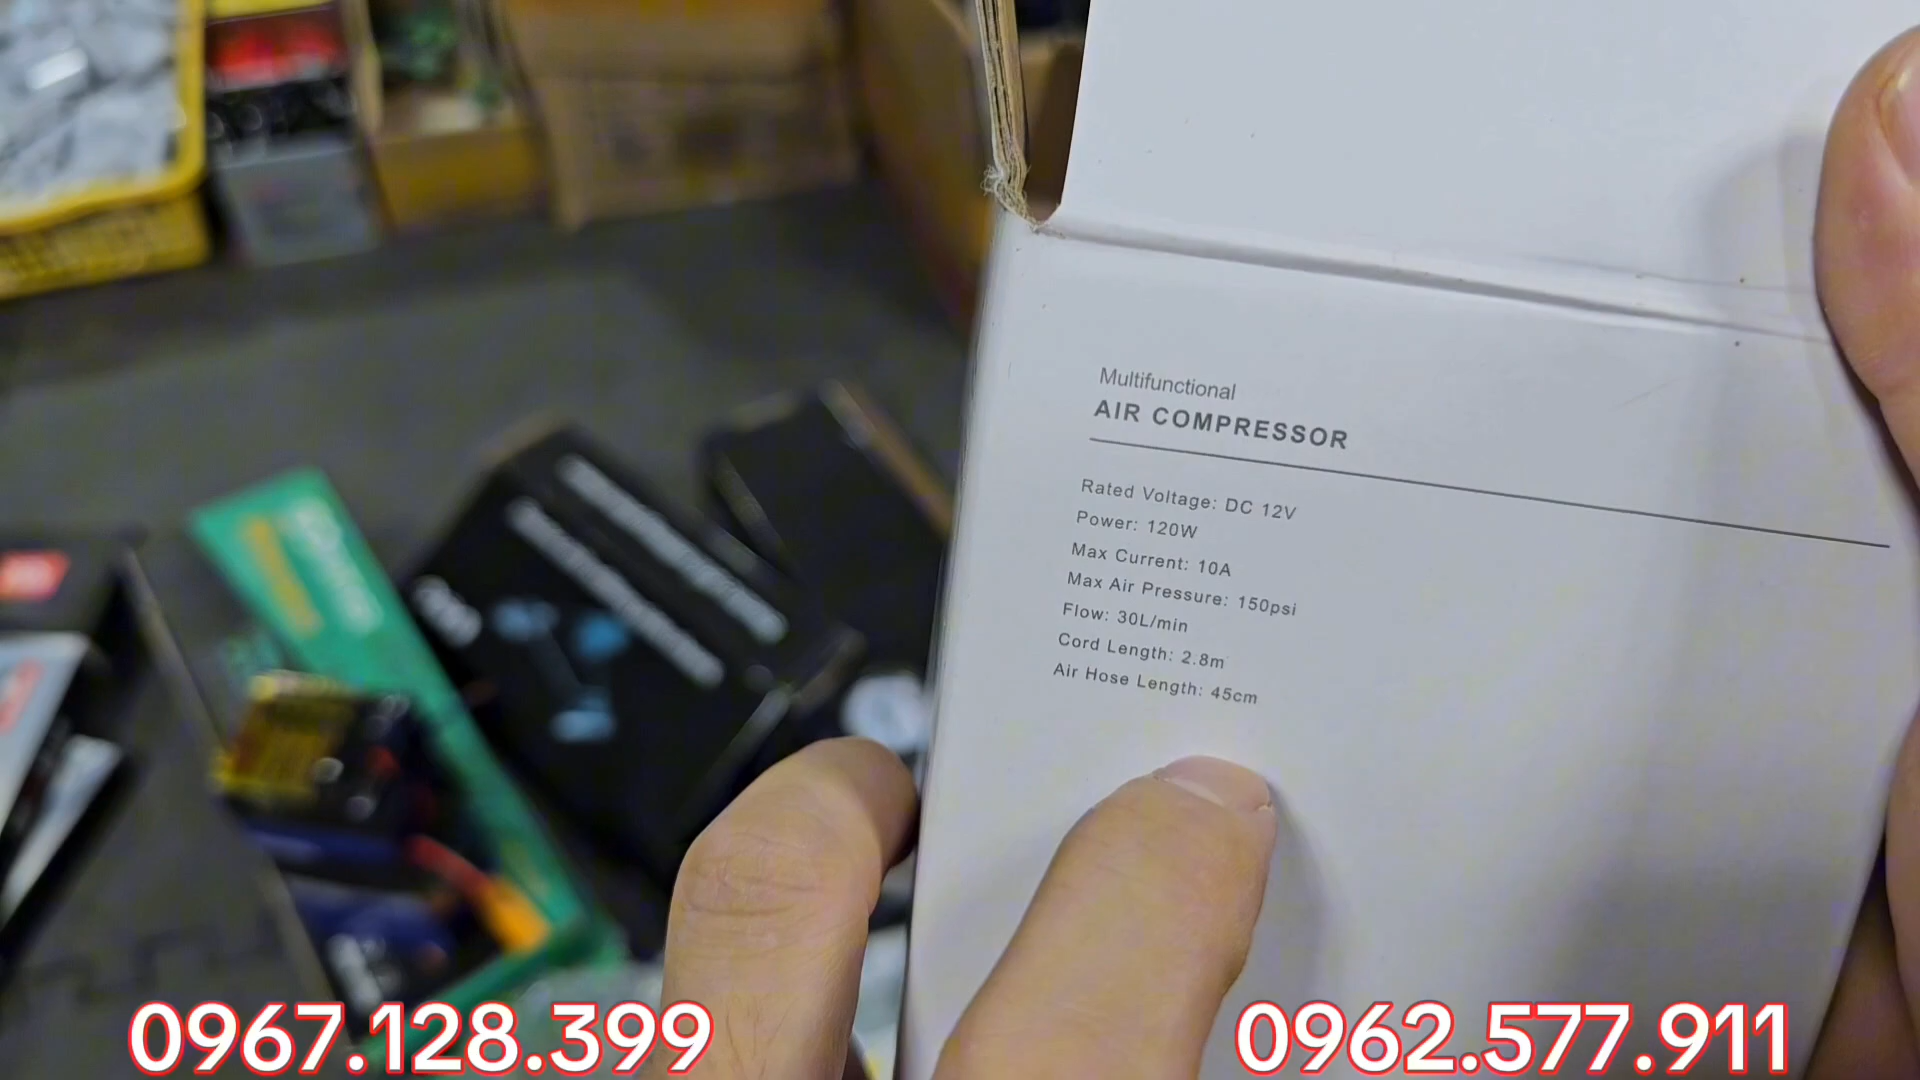 Multifunctional
AIR COMPRESSOR
Rated Voltage: DC 12V
Power: 120W
Max Current: 10A
Max Air Pressure: 150psi
Flow: 30L/min
Cord Length: 2.8m
Air Hose Length: 45cm
0967.128.399
0962.577.911